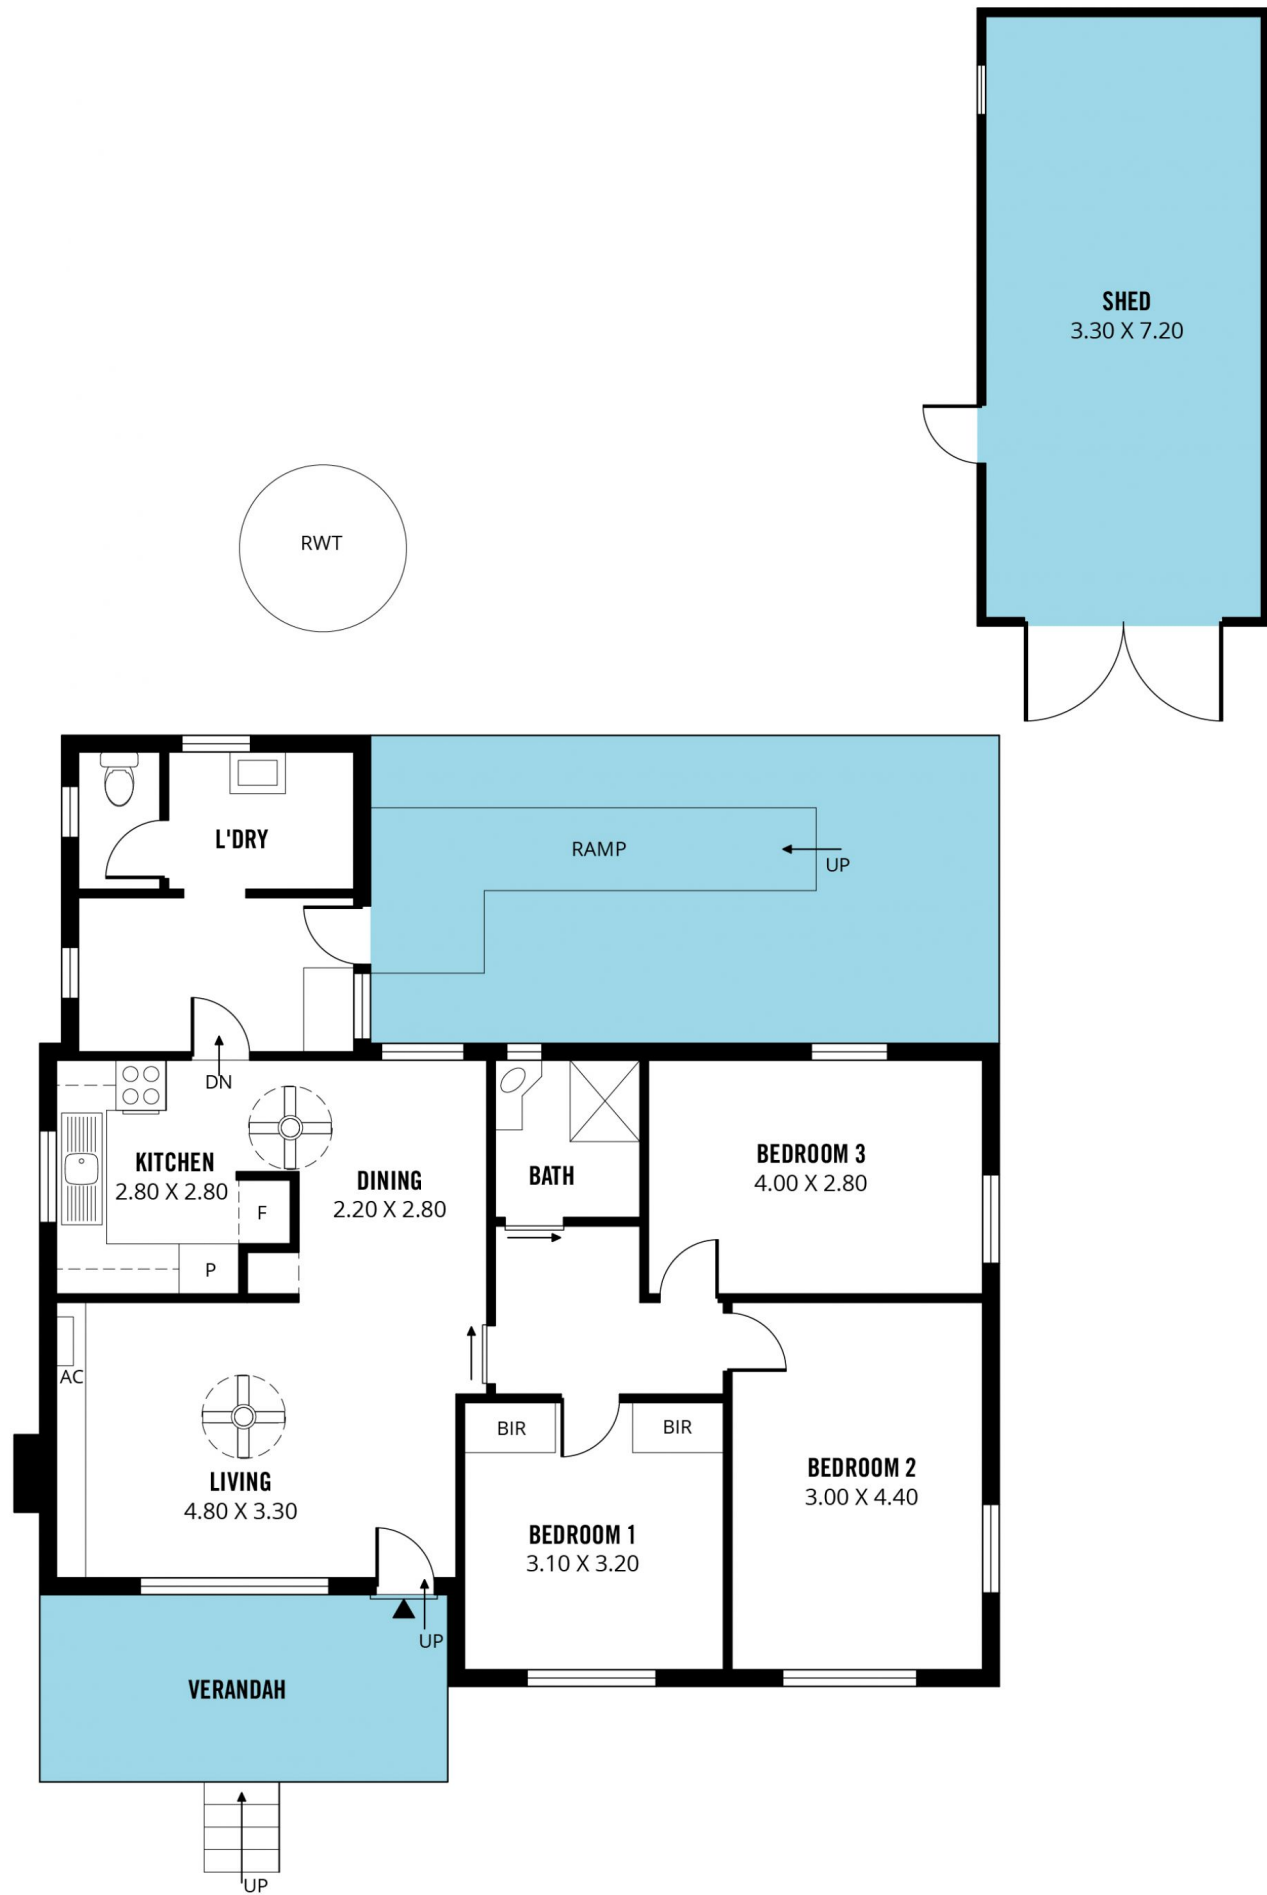 SHED
3.30 X 7.20
RWT
L'DRY
RAMP
UP
DN
KITCHEN
2.80 X 2.80
F
P
DINING
2.20 X 2.80
BATH
BEDROOM 3
4.00 X 2.80
AC
LIVING
4.80 X 3.30
BIR
BIR
BEDROOM 1
3.10 X 3.20
BEDROOM 2
3.00 X 4.40
UP
VERANDAH
UP